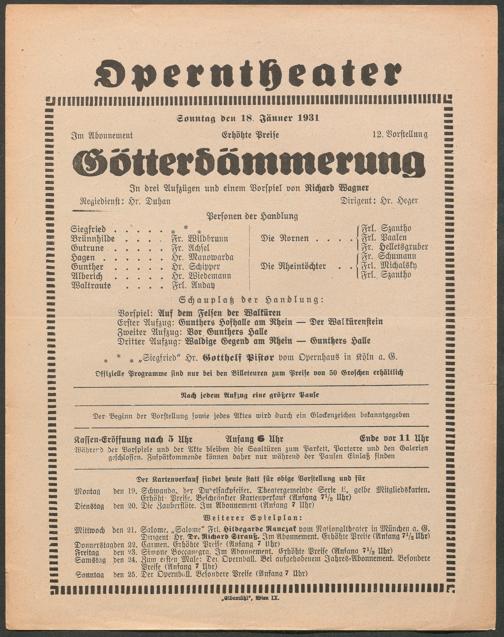 Operntheater
Sonntag den 18. Jänner 1931
Im Abonnement Erhöhte Preise 12. Vorstellung
Götterdämmerung
In drei Aufzügen und einem Vorspiel von Richard Wagner
Regiedienst: Hr. Duhan Dirigent: Hr. Heger
Personen der Handlung
Siegfried . . . . . * * *
Brünnhilde . . . . Fr. Wildbrunn
Gutrune . . . . . Fr. Achsel
Hagen . . . . . Hr. Manowarda
Gunther . . . . . Hr. Schipper
Alberich . . . . . Hr. Wiedemann
Waltraute . . . . Frl. Anday
Die Nornen . . . .
Frl. Szantho
Frl. Paalen
Fr. Helletsgruber
Die Rheintöchter . .
Fr. Schumann
Frl. Michalsky
Frl. Szantho
Schauplatz der Handlung:
Vorspiel: Auf dem Felsen der Walküren
Erster Aufzug: Gunthers Hofhalle am Rhein — Der Walkürenstein
Zweiter Aufzug: Vor Gunthers Halle
Dritter Aufzug: Waldige Gegend am Rhein — Gunthers Halle
* * * „Siegfried" Hr. Gotthelf Pistor vom Opernhaus in Köln a. G.
Offizielle Programme sind nur bei den Billeteuren zum Preise von 50 Groschen erhältlich
Nach jedem Aufzug eine größere Pause
Der Beginn der Vorstellung sowie jedes Aktes wird durch ein Glockenzeichen bekanntgegeben
Kassen-Eröffnung nach 5 Uhr Anfang 6 Uhr Ende vor 11 Uhr
Während der Vorspiele und der Akte bleiben die Saaltüren zum Parkett, Parterre und den Galerien
geschlossen. Zuspätkommende können daher nur während der Pausen Einlaß finden
Der Kartenverkauf findet heute statt für obige Vorstellung und für
Montag den 19. Schwanda, der Dudelsackpfeifer. Theatergemeinde Serie E, gelbe Mitgliedskarten.
Erhöht. Preise. Beschränkter Kartenverkauf (Anfang 7½ Uhr)
Dienstag den 20. Die Zauberflöte. Im Abonnement (Anfang 7 Uhr)
Weiterer Spielplan:
Mittwoch den 21. Salome. „Salome" Frl. Hildegarde Ranczak vom Nationaltheater in München a. G.
Dirigent Hr. Dr. Richard Strauß. Im Abonnement. Erhöhte Preise (Anfang 7½ Uhr)
Donnerstag den 22. Carmen. Erhöhte Preise (Anfang 7 Uhr)
Freitag den 23. Simone Boccanegra. Im Abonnement. Erhöhte Preise (Anfang 7½ Uhr)
Samstag den 24. Zum ersten Male: Der Opernball. Bei aufgehobenem Jahres-Abonnement. Besondere
Preise (Anfang 7 Uhr)
Sonntag den 25. Der Opernball. Besondere Preise (Anfang 7 Uhr)
„Elbemühl", Wien IX.